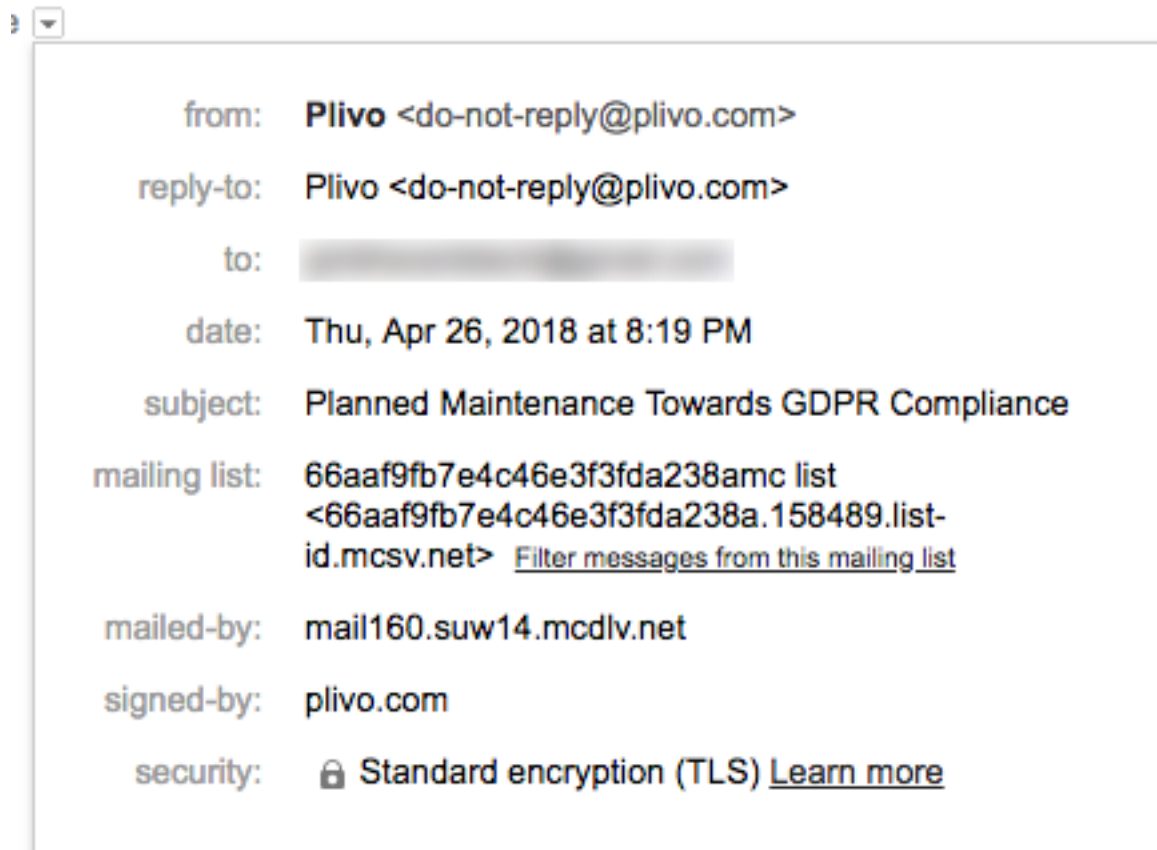 from: Plivo <do-not-reply@plivo.com>
reply-to: Plivo <do-not-reply@plivo.com>
to:
date: Thu, Apr 26, 2018 at 8:19 PM
subject: Planned Maintenance Towards GDPR Compliance
mailing list: 66aaf9fb7e4c46e3f3fda238amc list
<66aaf9fb7e4c46e3f3fda238a.158489.list-
id.mcsv.net> Filter messages from this mailing list
mailed-by: mail160.suw14.mcdlv.net
signed-by: plivo.com
security: Standard encryption (TLS) Learn more